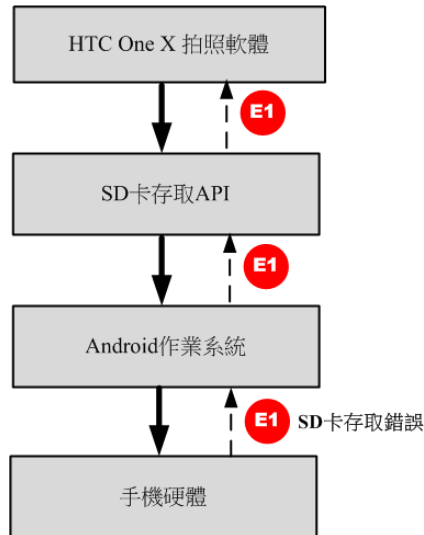 HTC One X 拍照軟體
E1
SD卡存取API
E1
Android作業系統
E1 SD卡存取錯誤
手機硬體